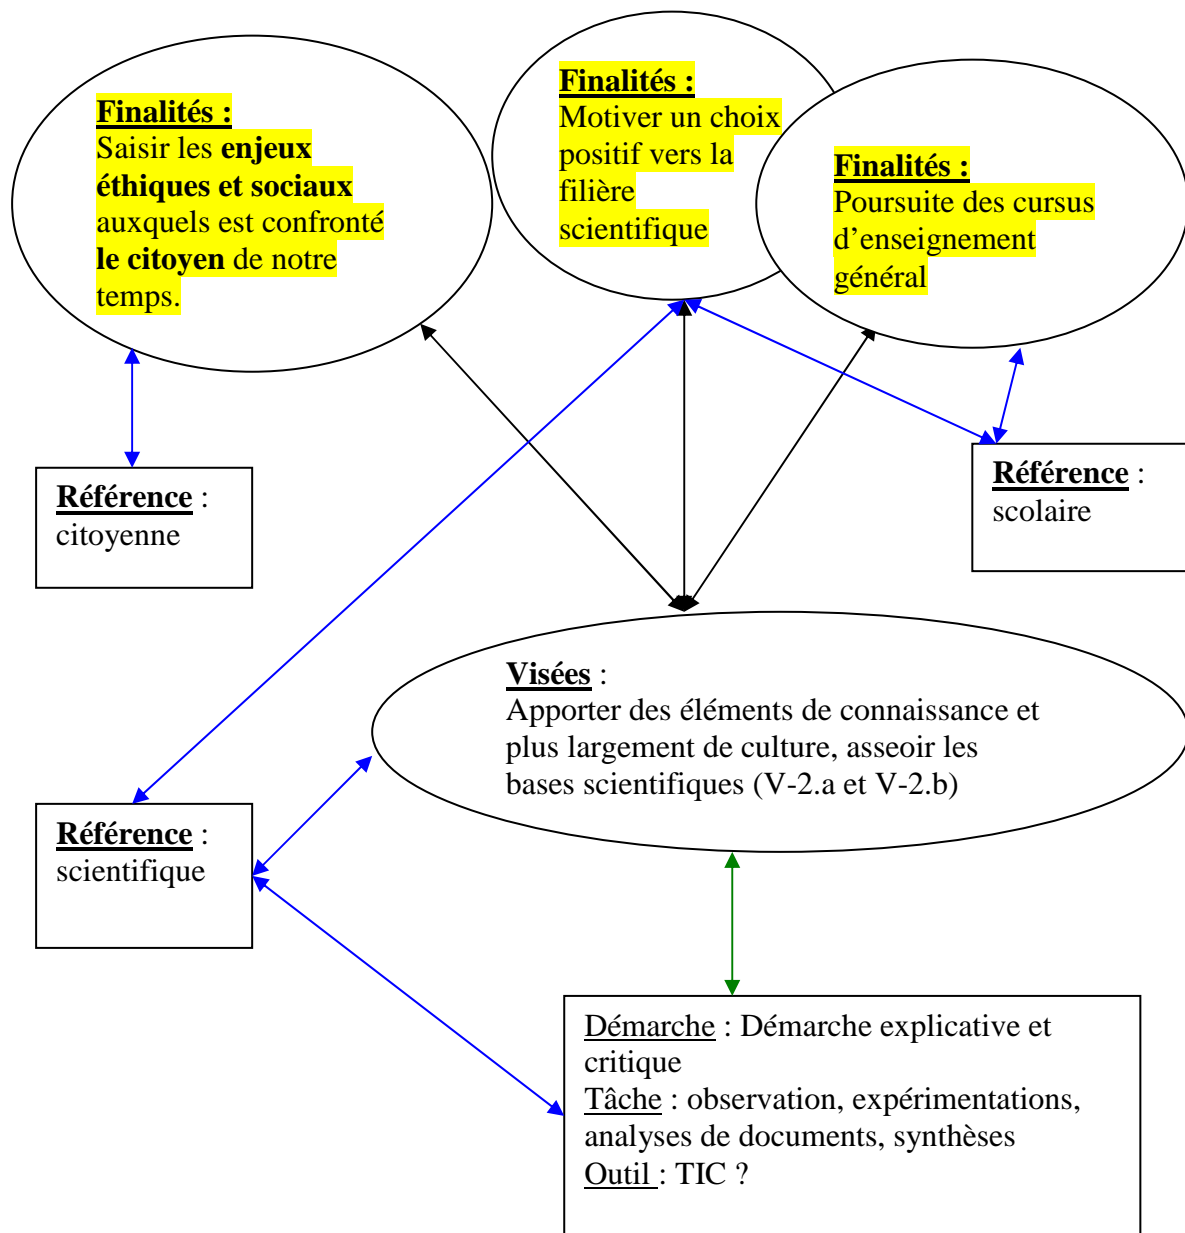 Finalités :
Saisir les enjeux
éthiques et sociaux
auxquels est confronté
le citoyen de notre
temps.
Finalités :
Motiver un choix
positif vers la
filière
scientifique
Finalités :
Poursuite des cursus
d’enseignement
général
Référence :
citoyenne
Référence :
scolaire
Visées :
Apporter des éléments de connaissance et
plus largement de culture, asseoir les
bases scientifiques (V-2.a et V-2.b)
Référence :
scientifique
Démarche : Démarche explicative et
critique
Tâche : observation, expérimentations,
analyses de documents, synthèses
Outil : TIC ?